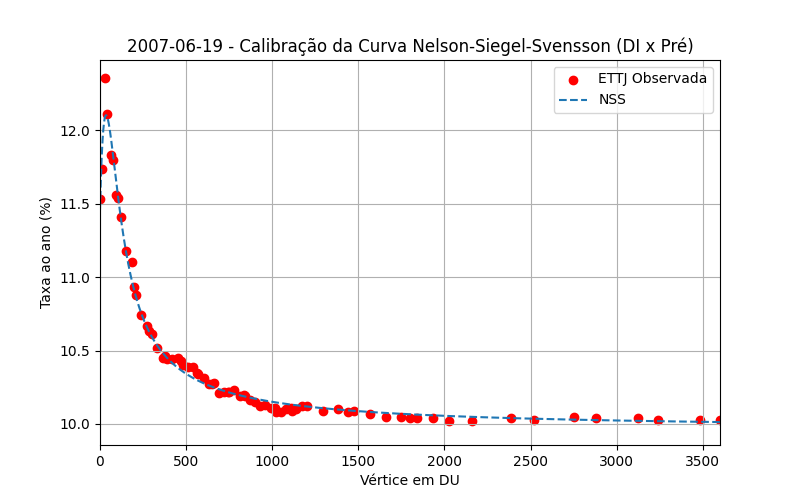 2007-06-19 - Calibração da Curva Nelson-Siegel-Svensson (DI x Pré)
ETTJ Observada
NSS
12.0
11.5
11.0
10.5
10.0
Taxa ao ano (%)
0 500 1000 1500 2000 2500 3000 3500
Vértice em DU